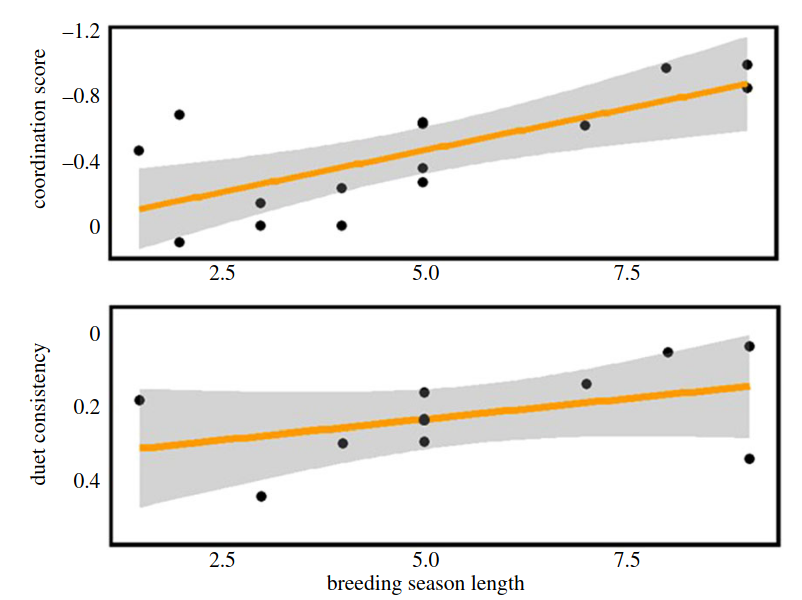 coordination score
–1.2
–0.8
–0.4
0
2.5 5.0 7.5
duet consistency
0
0.2
0.4
2.5 5.0 7.5
breeding season length